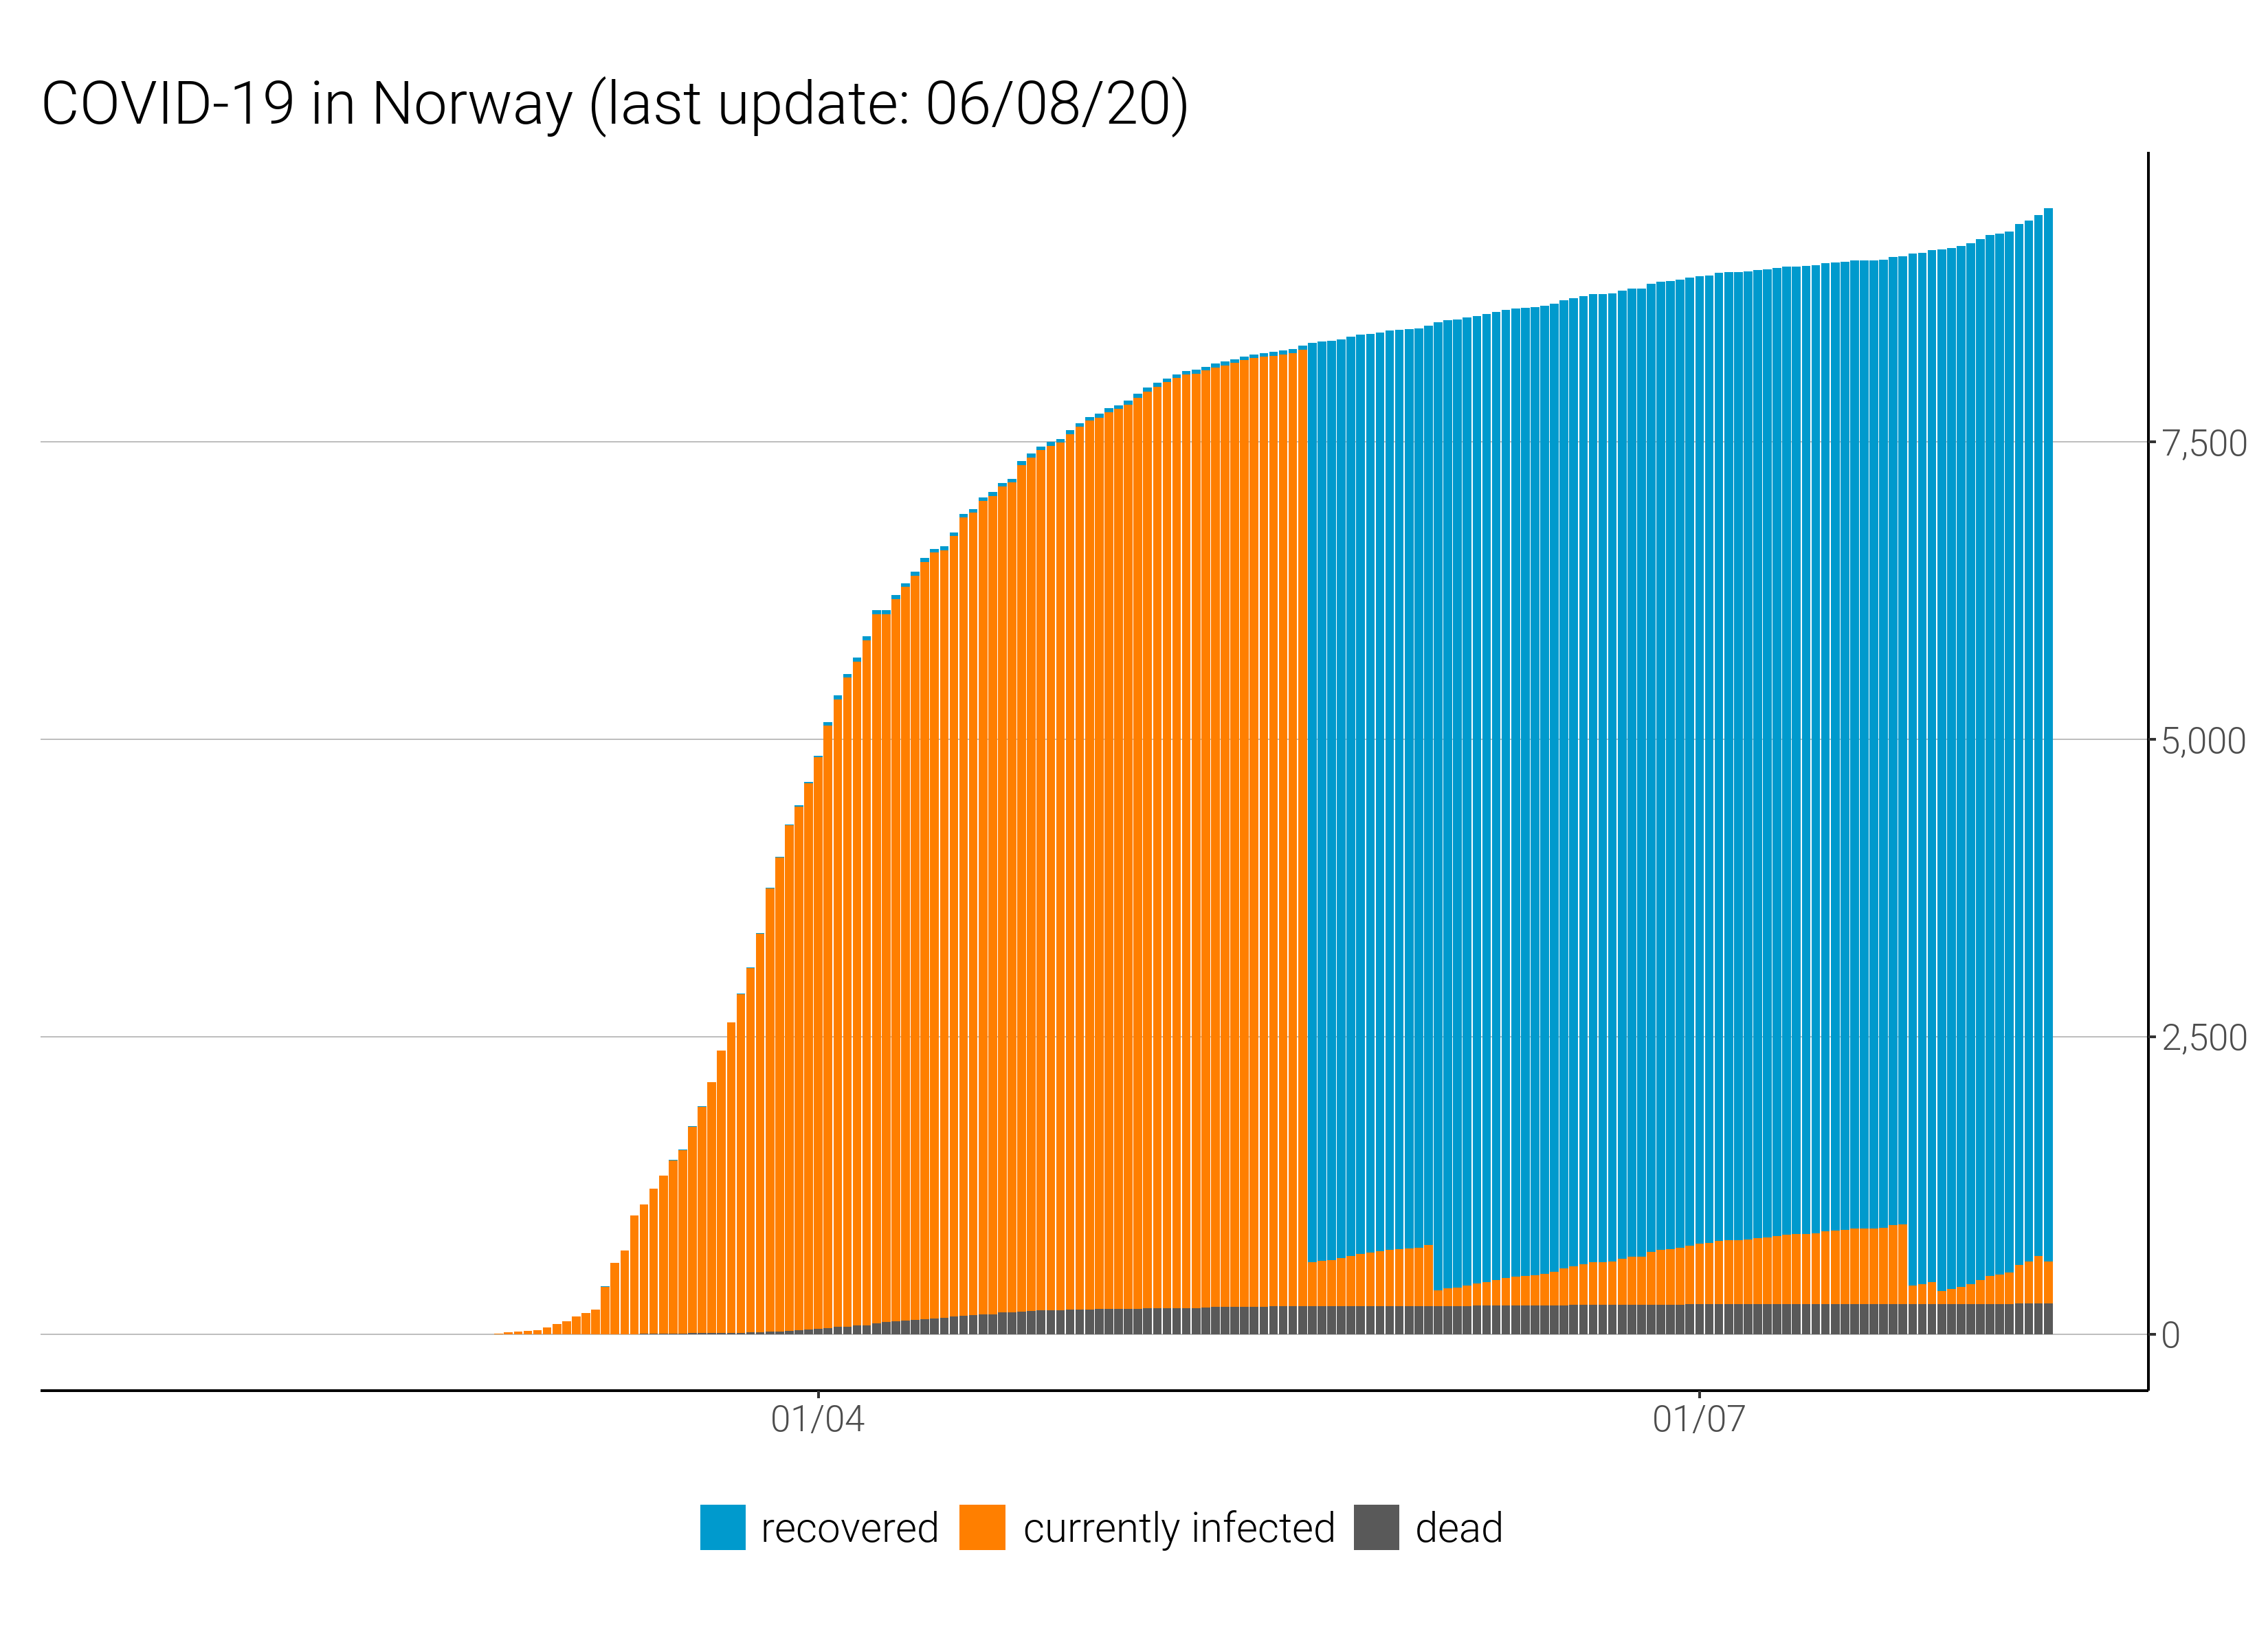 COVID-19 in Norway (last update: 06/08/20)
7,500
5,000
2,500
0
01/04 01/07
recovered currently infected dead